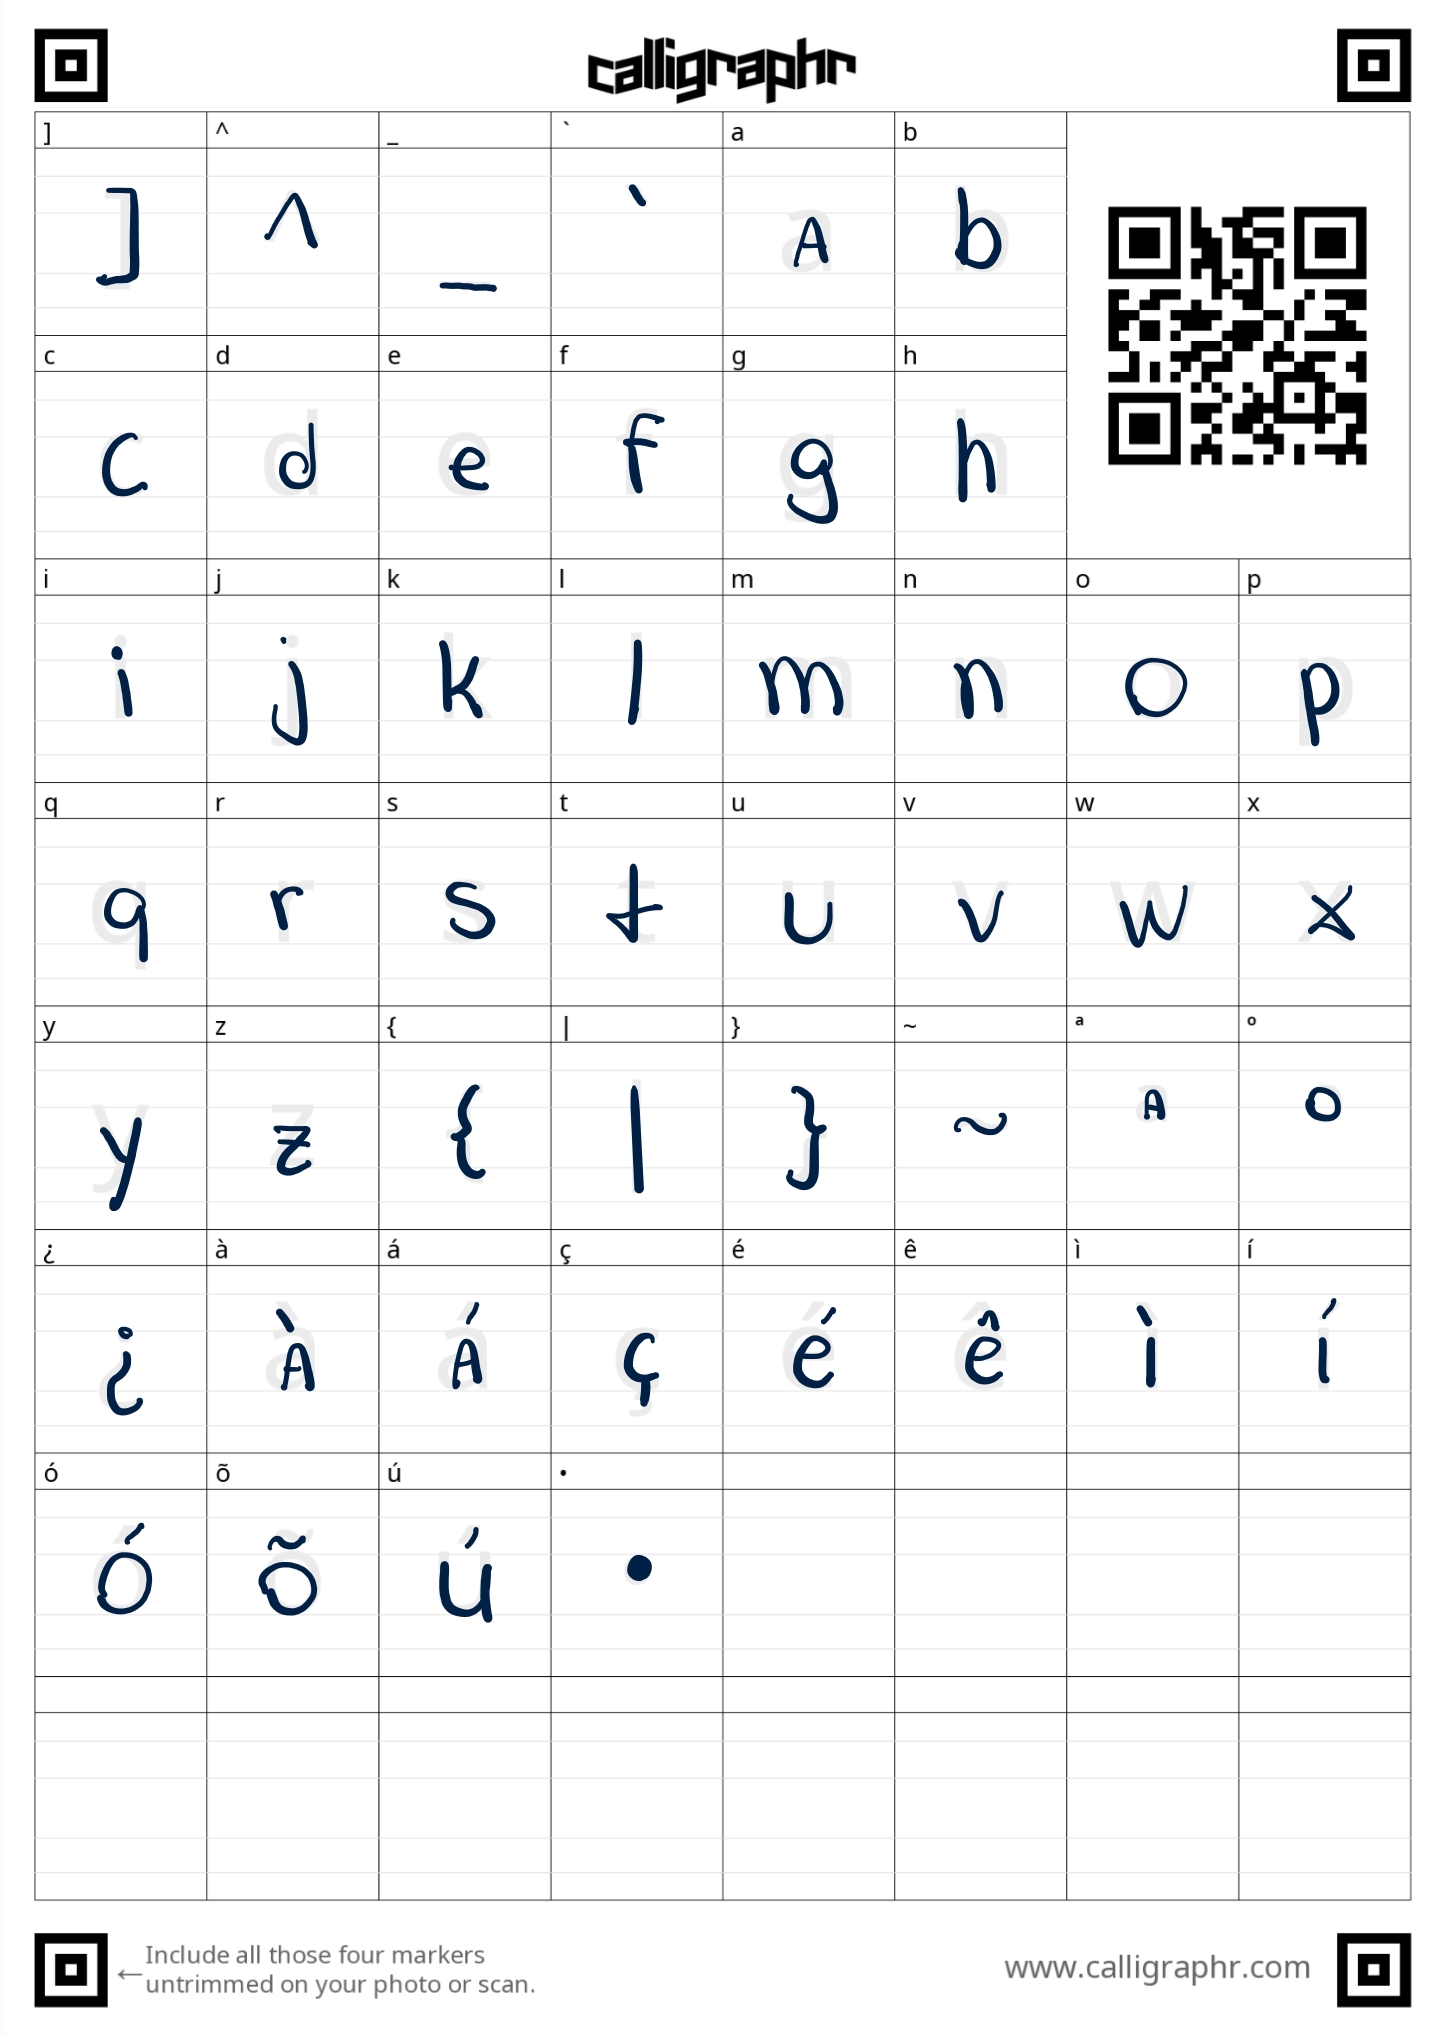 calligraphr
] ^ _ ` a b
] ^ _ ` A b
c d e f g h
c d e f g h
i j k l m n o p
i j k l m n o p
q r s t u v w x
q r s t u v w x
y z { | } ~ ª º
y z { | } ~ A o
¿ à á ç é ê ì í
¿ À Á ç é ê ì í
ó õ ú •
ó õ ú •
←Include all those four markers
untrimmed on your photo or scan.
www.calligraphr.com